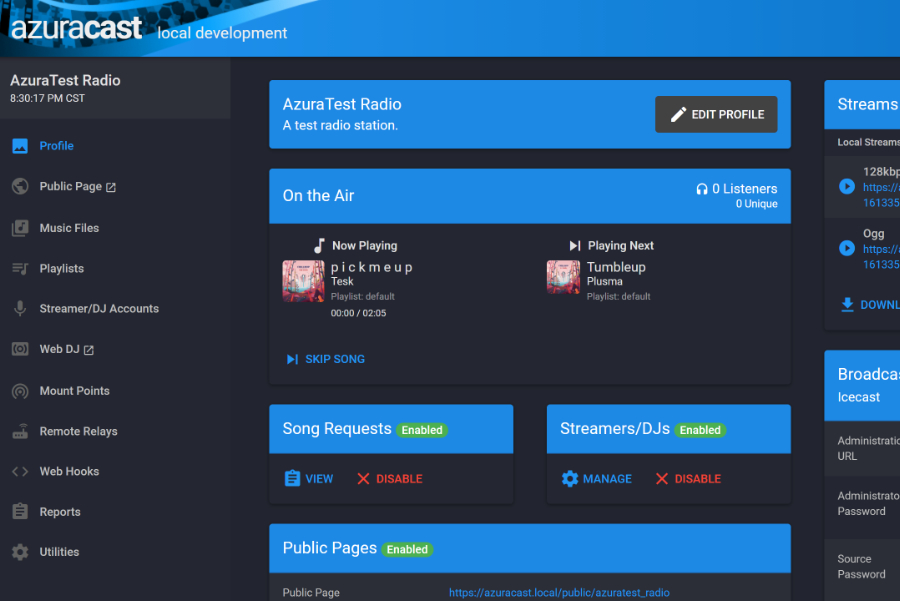 azuracast local development
AzuraTest Radio
8:30:17 PM CST
Profile
Public Page
Music Files
Playlists
Streamer/DJ Accounts
Web DJ
Mount Points
Remote Relays
Web Hooks
Reports
Utilities
AzuraTest Radio
A test radio station.
EDIT PROFILE
On the Air
0 Listeners
0 Unique
Now Playing
p i c k m e u p
Tesk
Playlist: default
00:00 / 02:05
Playing Next
Tumbleup
Plusma
Playlist: default
SKIP SONG
Song Requests Enabled
VIEW DISABLE
Streamers/DJs Enabled
MANAGE DISABLE
Public Pages Enabled
Public Page https://azuracast.local/public/azuratest_radio
Streams
Local Streams
128kbp
https:/
161335
Ogg
https:/
161335
DOWNL
Broadcas
Icecast
Administratio
URL
Administrato
Password
Source
Password